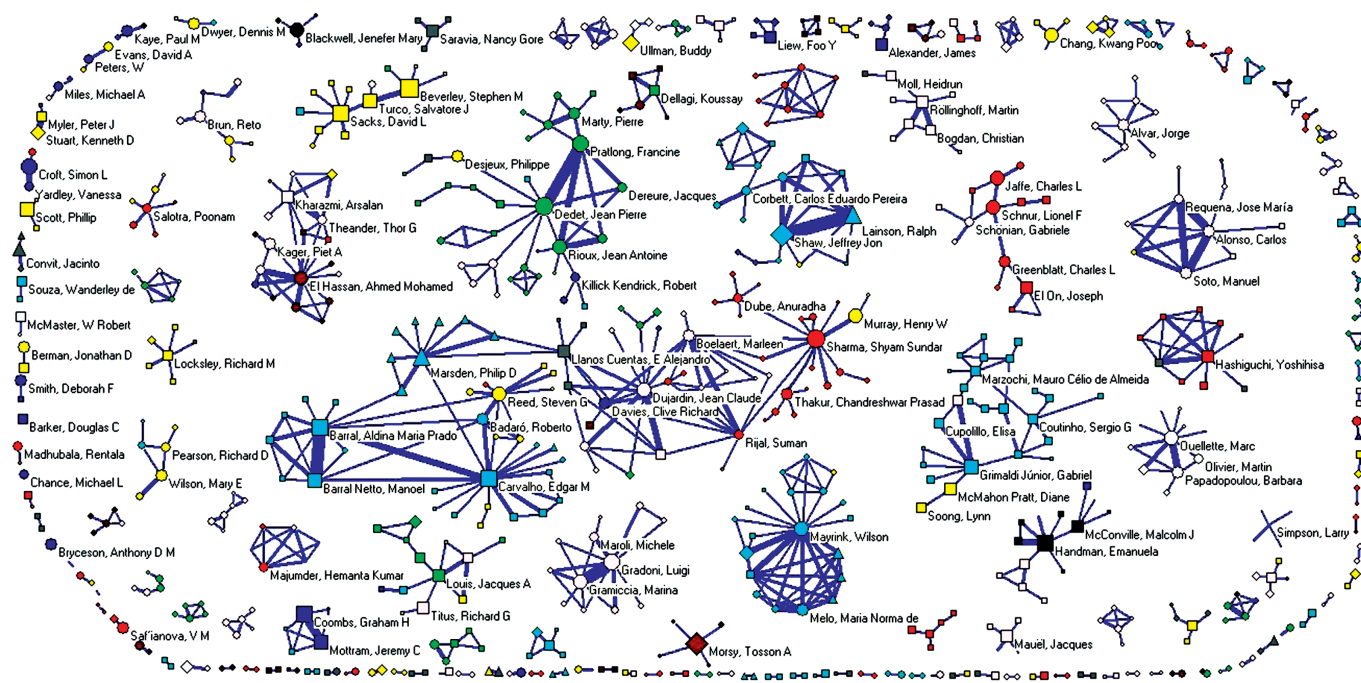 Kaye, Paul M
Dwyer, Dennis M
Blackwell, Jenefer Mary
Saravia, Nancy Gore
Ullman, Buddy
Liew, Foo Y
Alexander, James
Chang, Kwang Poo
Evans, David A
Peters, W
Miles, Michael A
Myler, Peter J
Stuart, Kenneth D
Brun, Reto
Beverley, Stephen M
Turco, Salvatore J
Sacks, David L
Dellagi, Koussay
Marty, Pierre
Pratlong, Francine
Moll, Heidrun
Röllinghoff, Martin
Bogdan, Christian
Alvar, Jorge
Croft, Simon L
Yardley, Vanessa
Scott, Phillip
Salotra, Poonam
Kharazmi, Arsalan
Theander, Thor G
Desjeux, Philippe
Dereure, Jacques
Dedet, Jean Pierre
Corbett, Carlos Eduardo Pereira
Lainson, Ralph
Shaw, Jeffrey Jon
Jaffe, Charles L
Schnur, Lionel F
Schönian, Gabriele
Requena, Jose María
Alonso, Carlos
Convit, Jacinto
Souza, Wanderley de
Kager, Piet A
El Hassan, Ahmed Mohamed
Rioux, Jean Antoine
Killick Kendrick, Robert
Greenblatt, Charles L
El On, Joseph
Soto, Manuel
McMaster, W Robert
Berman, Jonathan D
Smith, Deborah F
Locksley, Richard M
Dube, Anuradha
Murray, Henry W
Sharma, Shyam Sundar
Boelaert, Marleen
Llanos Cuentas, E Alejandro
Marsden, Philip D
Hashiguchi, Yoshihisa
Marzochi, Mauro Célio de Almeida
Reed, Steven G
Dujardin, Jean Claude
Davies, Clive Richard
Thakur, Chandreshwar Prasad
Barker, Douglas C
Badaró, Roberto
Barral, Aldina Maria Prado
Rijal, Suman
Cupolillo, Elisa
Coutinho, Sergio G
Madhubala, Rentala
Pearson, Richard D
Ouellette, Marc
Olivier, Martin
Papadopoulou, Barbara
Chance, Michael L
Wilson, Mary E
Barral Netto, Manoel
Carvalho, Edgar M
Grimaldi Júnior, Gabriel
McMahon Pratt, Diane
Soong, Lynn
Bryceson, Anthony D M
Mayrink, Wilson
McConville, Malcolm J
Handman, Emanuela
Simpson, Larry
Majumder, Hemanta Kumar
Louis, Jacques A
Titus, Richard G
Maroli, Michele
Gradoni, Luigi
Gramiccia, Marina
Melo, Maria Norma de
Saf'ianova, V M
Coombs, Graham H
Mottram, Jeremy C
Morsy, Tosson A
Mauël, Jacques